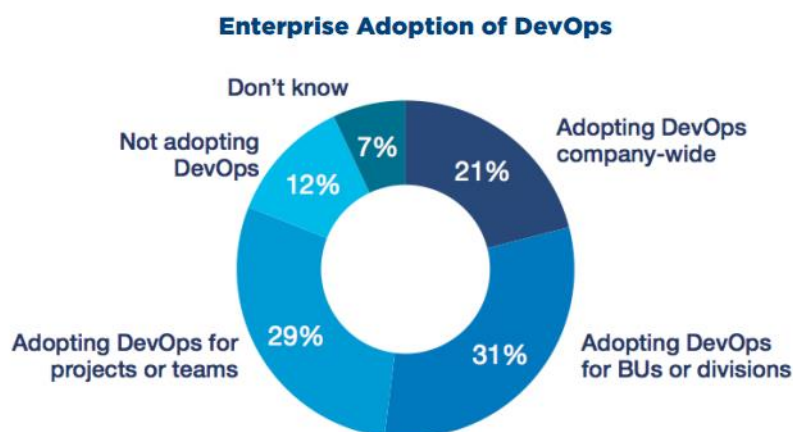 Enterprise Adoption of DevOps
Don’t know
7%
Not adopting
DevOps
12%
Adopting DevOps
company-wide
21%
Adopting DevOps for
projects or teams
29%
Adopting DevOps
for BUs or divisions
31%